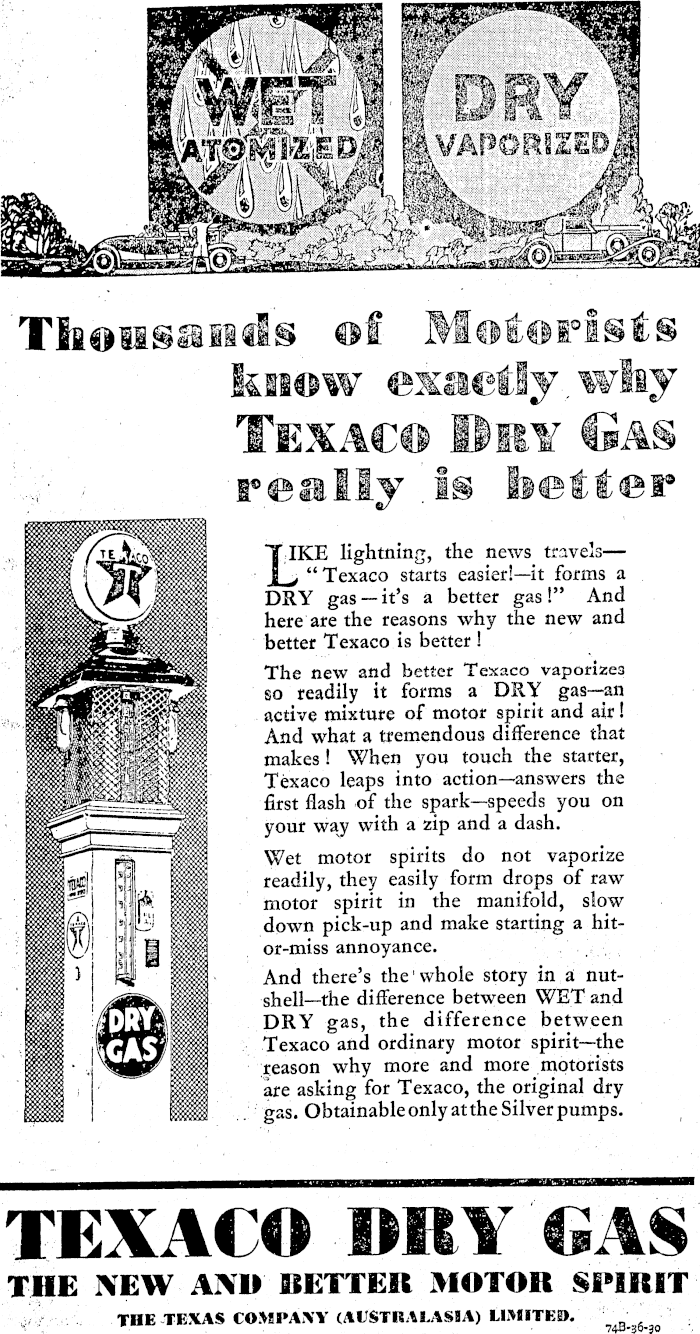 WET
ATOMIZED
DRY
VAPORIZED
Thousands of Motorists
know exactly why
TEXACO DRY GAS
really is better
TEXACO
T
TEXACO
DRY
GAS
LIKE lightning, the news travels—
“Texaco starts easier!—it forms a
DRY gas—it's a better gas!” And
here are the reasons why the new and
better Texaco is better!
The new and better Texaco vaporizes
so readily it forms a DRY gas—an
active mixture of motor spirit and air!
And what a tremendous difference that
makes! When you touch the starter,
Texaco leaps into action—answers the
first flash of the spark—speeds you on
your way with a zip and a dash.
Wet motor spirits do not vaporize
readily, they easily form drops of raw
motor spirit in the manifold, slow
down pick-up and make starting a hit-
or-miss annoyance.
And there's the whole story in a nut-
shell—the difference between WET and
DRY gas, the difference between
Texaco and ordinary motor spirit—the
reason why more and more motorists
are asking for Texaco, the original dry
gas. Obtainable only at the Silver pumps.
TEXACO DRY GAS
THE NEW AND BETTER MOTOR SPIRIT
THE TEXAS COMPANY (AUSTRALASIA) LIMITED.
74B-36-30